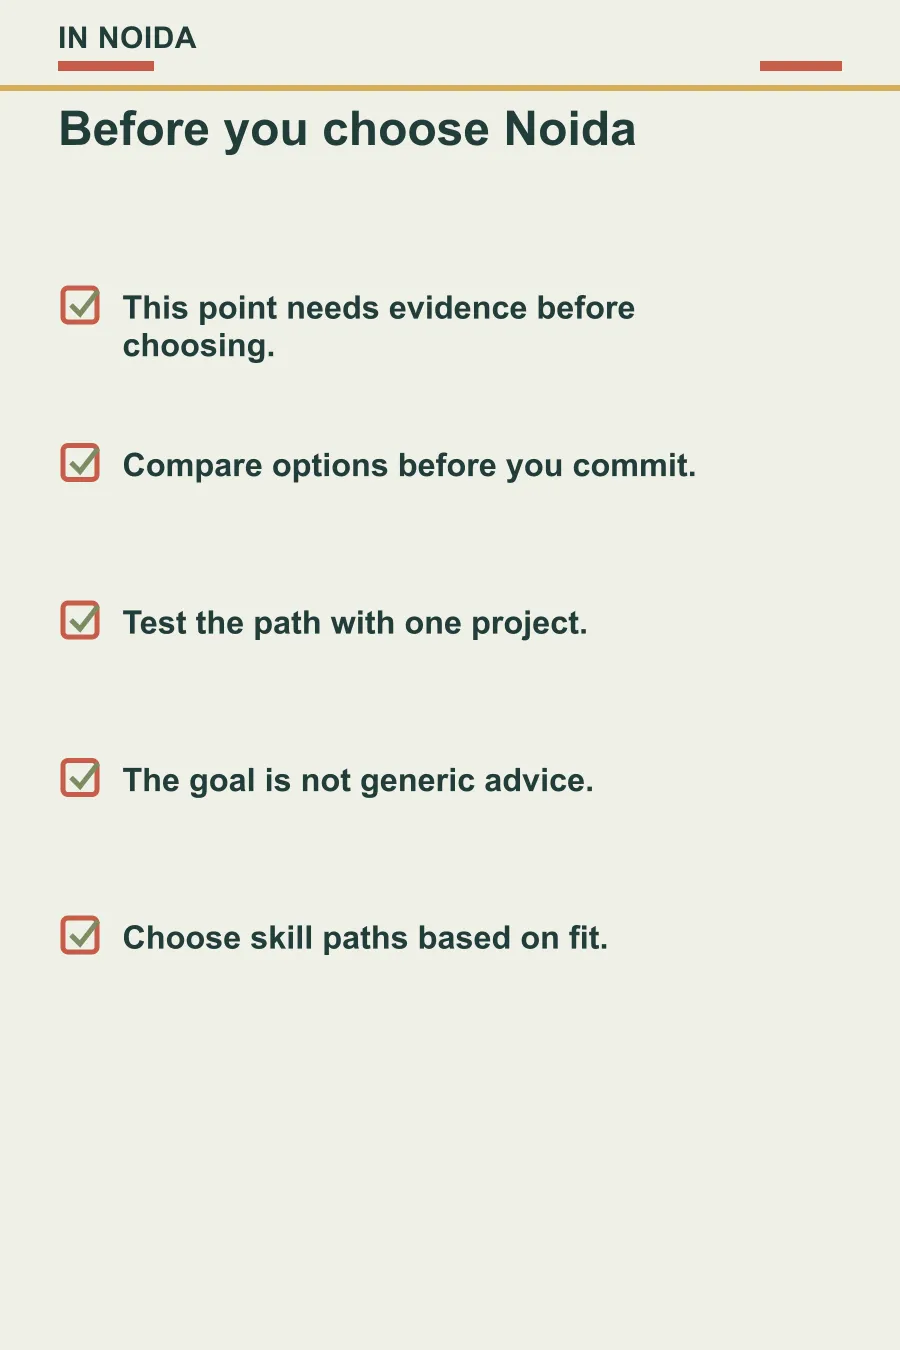 IN NOIDA
Before you choose Noida
This point needs evidence before
choosing.
Compare options before you commit.
Test the path with one project.
The goal is not generic advice.
Choose skill paths based on fit.